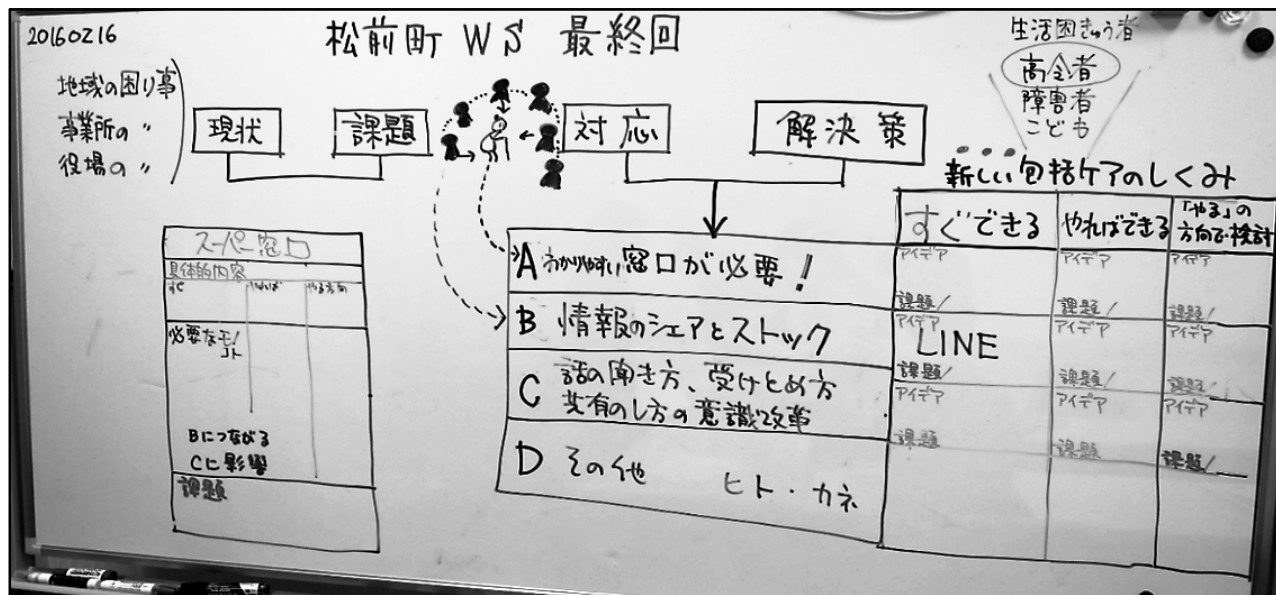 20160216
松前町 WS 最終回
地域の困り事
事業所の 〃
役場の 〃
現状
課題
対応
解決策
生活困きゅう者
高令者
障害者
こども
新しい包括ケアのしくみ
すぐできる
やればできる
「やる」の
方向で検討
スーパー窓口
具体的内容
すぐ
やれば
やる方向
必要なモノ
コト
Bにつながる
Cに影響
課題
A わかりやすい窓口が必要!
B 情報のシェアとストック
C 話の聞き方、受けとめ方
共有のし方の意識改革
D その他 ヒト・カネ
アイデア
アイデア
アイデア
課題/
課題/
課題/
アイデア
アイデア
アイデア
LINE
課題/
課題/
課題/
アイデア
アイデア
アイデア
課題
課題
課題/